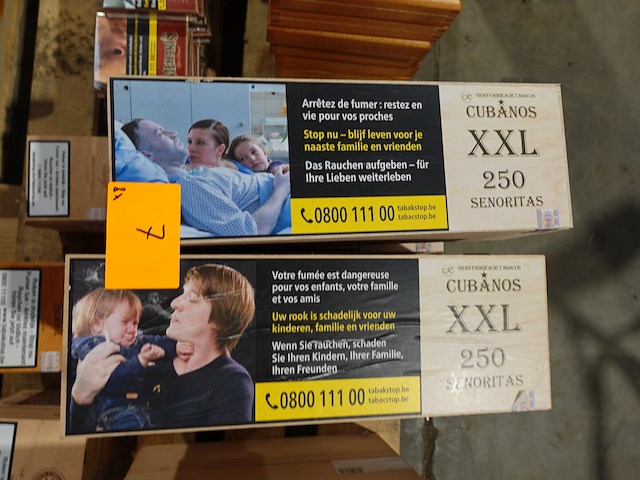 GRAN FABRICA DE TABACOS
CUBANOS
XXL
250
SENORITAS
Arrêtez de fumer : restez en
vie pour vos proches
Stop nu – blijf leven voor je
naaste familie en vrienden
Das Rauchen aufgeben – für
Ihre Lieben weiterleben
0800 111 00
tabakstop.be
tabacstop.be
7
GRAN FABRICA DE TABACOS
CUBANOS
XXL
250
SENORITAS
Votre fumée est dangereuse
pour vos enfants, votre famille
et vos amis
Uw rook is schadelijk voor uw
kinderen, familie en vrienden
Wenn Sie rauchen, schaden
Sie Ihren Kindern, Ihrer Familie,
Ihren Freunden
0800 111 00
tabakstop.be
tabacstop.be